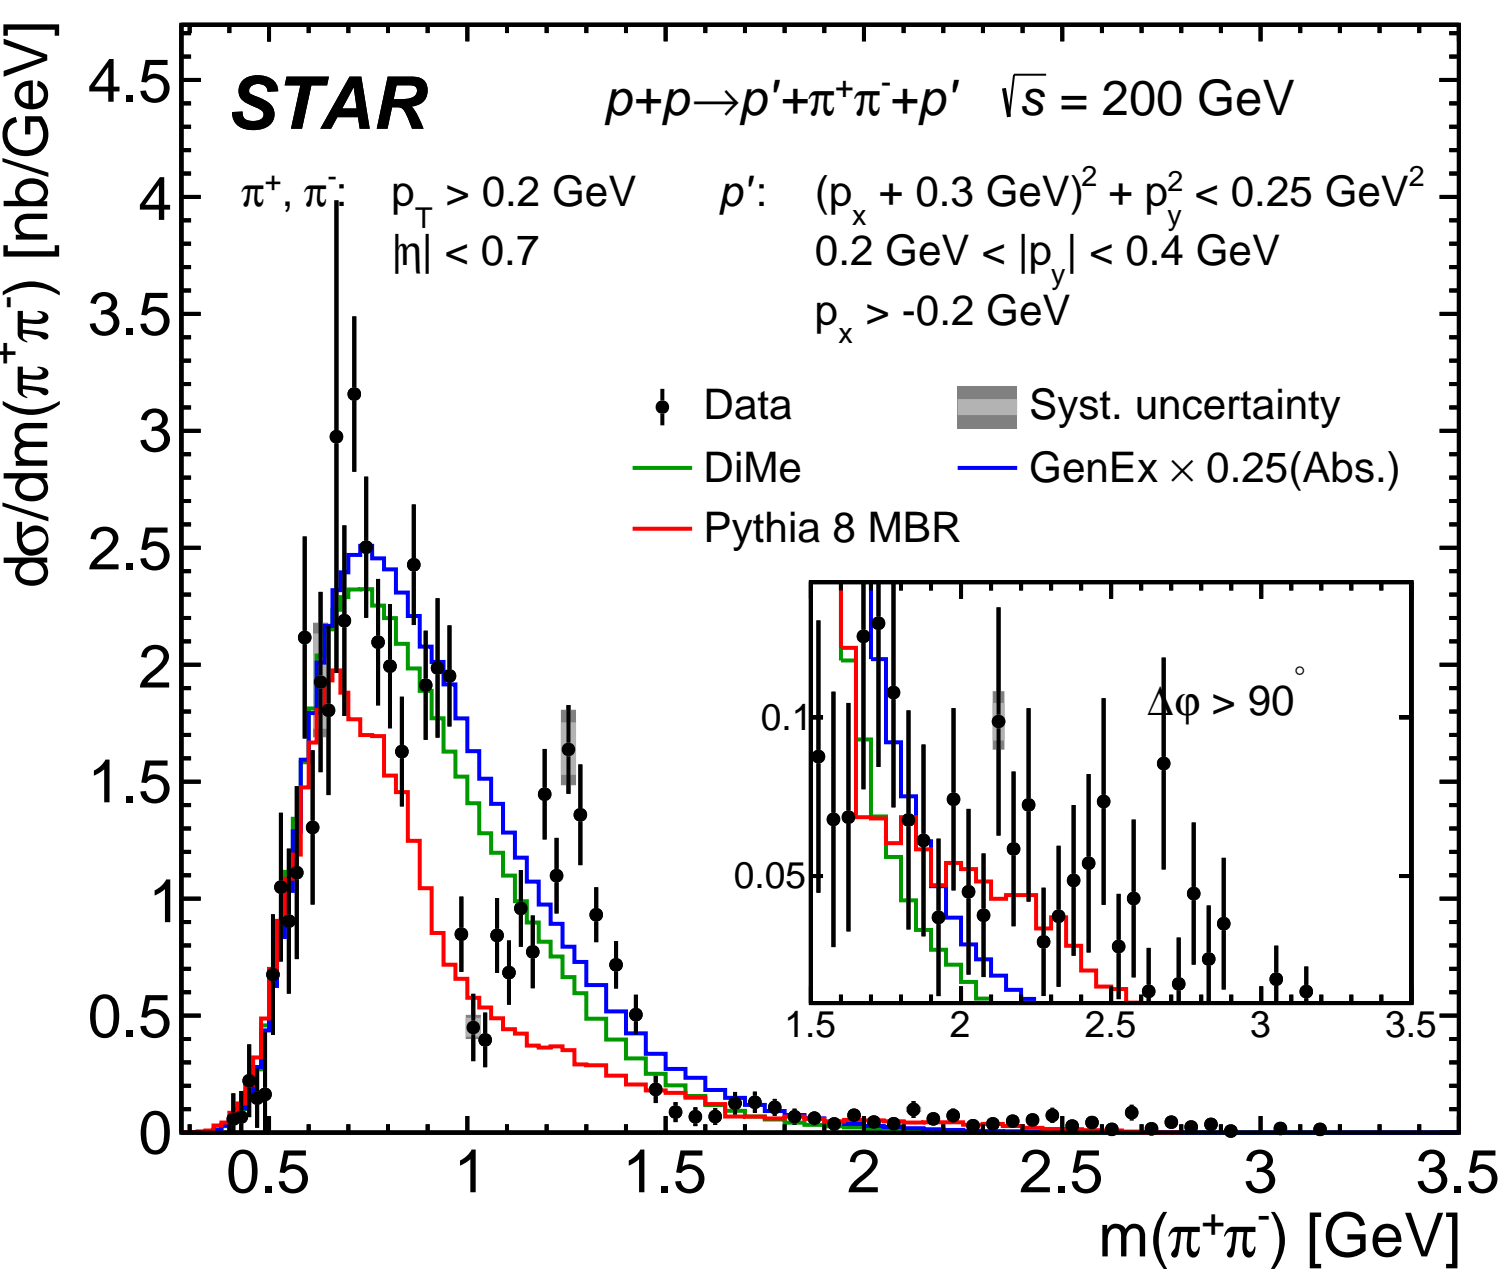 STAR p+p→p′+π⁺π⁻+p′ √s = 200 GeV
π⁺, π⁻: p_T > 0.2 GeV p′: (p_x + 0.3 GeV)² + p_y² < 0.25 GeV²
|η| < 0.7 0.2 GeV < |p_y| < 0.4 GeV
p_x > -0.2 GeV
Data Syst. uncertainty
DiMe GenEx × 0.25(Abs.)
Pythia 8 MBR
dσ/dm(π⁺π⁻) [nb/GeV]
4.5
4
3.5
3
2.5
2
1.5
1
0.5
0
Δφ > 90°
0.1
0.05
1.5 2 2.5 3 3.5
0.5 1 1.5 2 2.5 3 3.5
m(π⁺π⁻) [GeV]